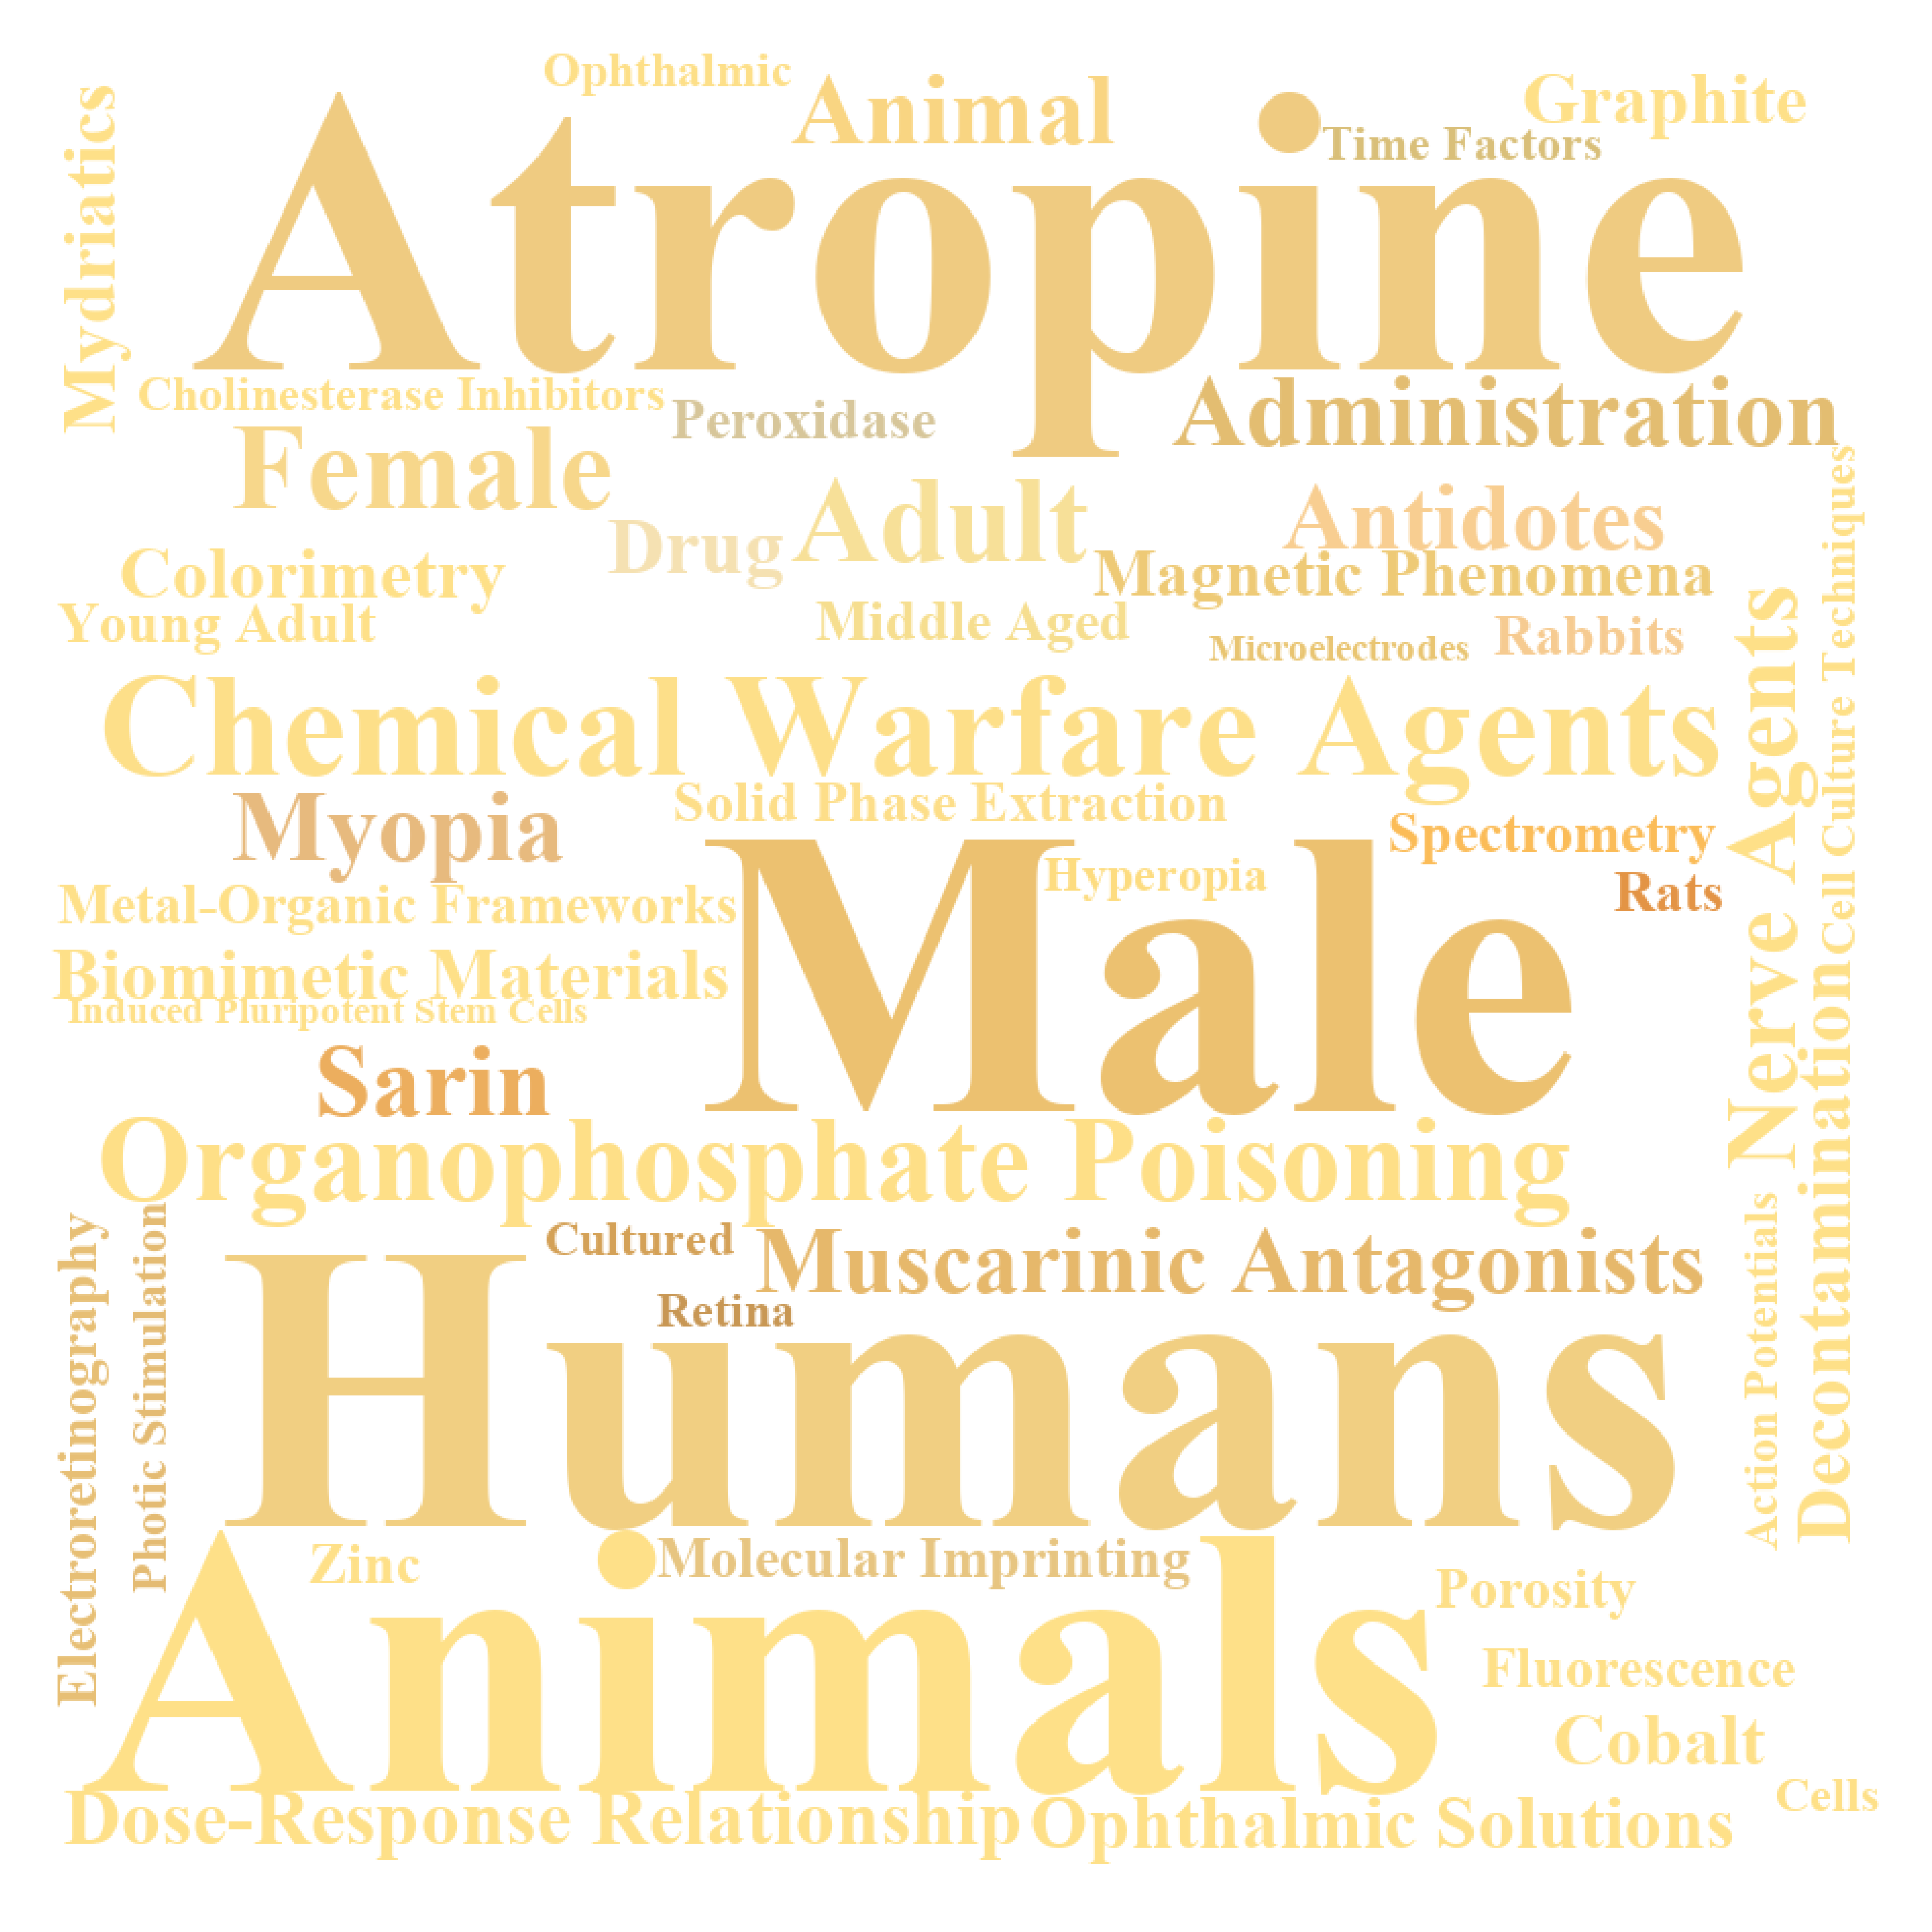 Ophthalmic
Animal
Graphite
Time Factors
Mydriatics
Atropine
Cholinesterase Inhibitors
Peroxidase
Administration
Female
Adult
Antidotes
Drug
Colorimetry
Magnetic Phenomena
Young Adult
Middle Aged
Microelectrodes
Rabbits
Cell Culture Techniques
Nerve Agents
Chemical Warfare Agents
Solid Phase Extraction
Myopia
Spectrometry
Hyperopia
Rats
Metal-Organic Frameworks
Male
Biomimetic Materials
Induced Pluripotent Stem Cells
Decontamination
Sarin
Organophosphate Poisoning
Cultured
Muscarinic Antagonists
Retina
Electroretinography
Photic Stimulation
Action Potentials
Humans
Zinc
Molecular Imprinting
Porosity
Animals
Fluorescence
Cobalt
Cells
Dose-Response Relationship
Ophthalmic Solutions